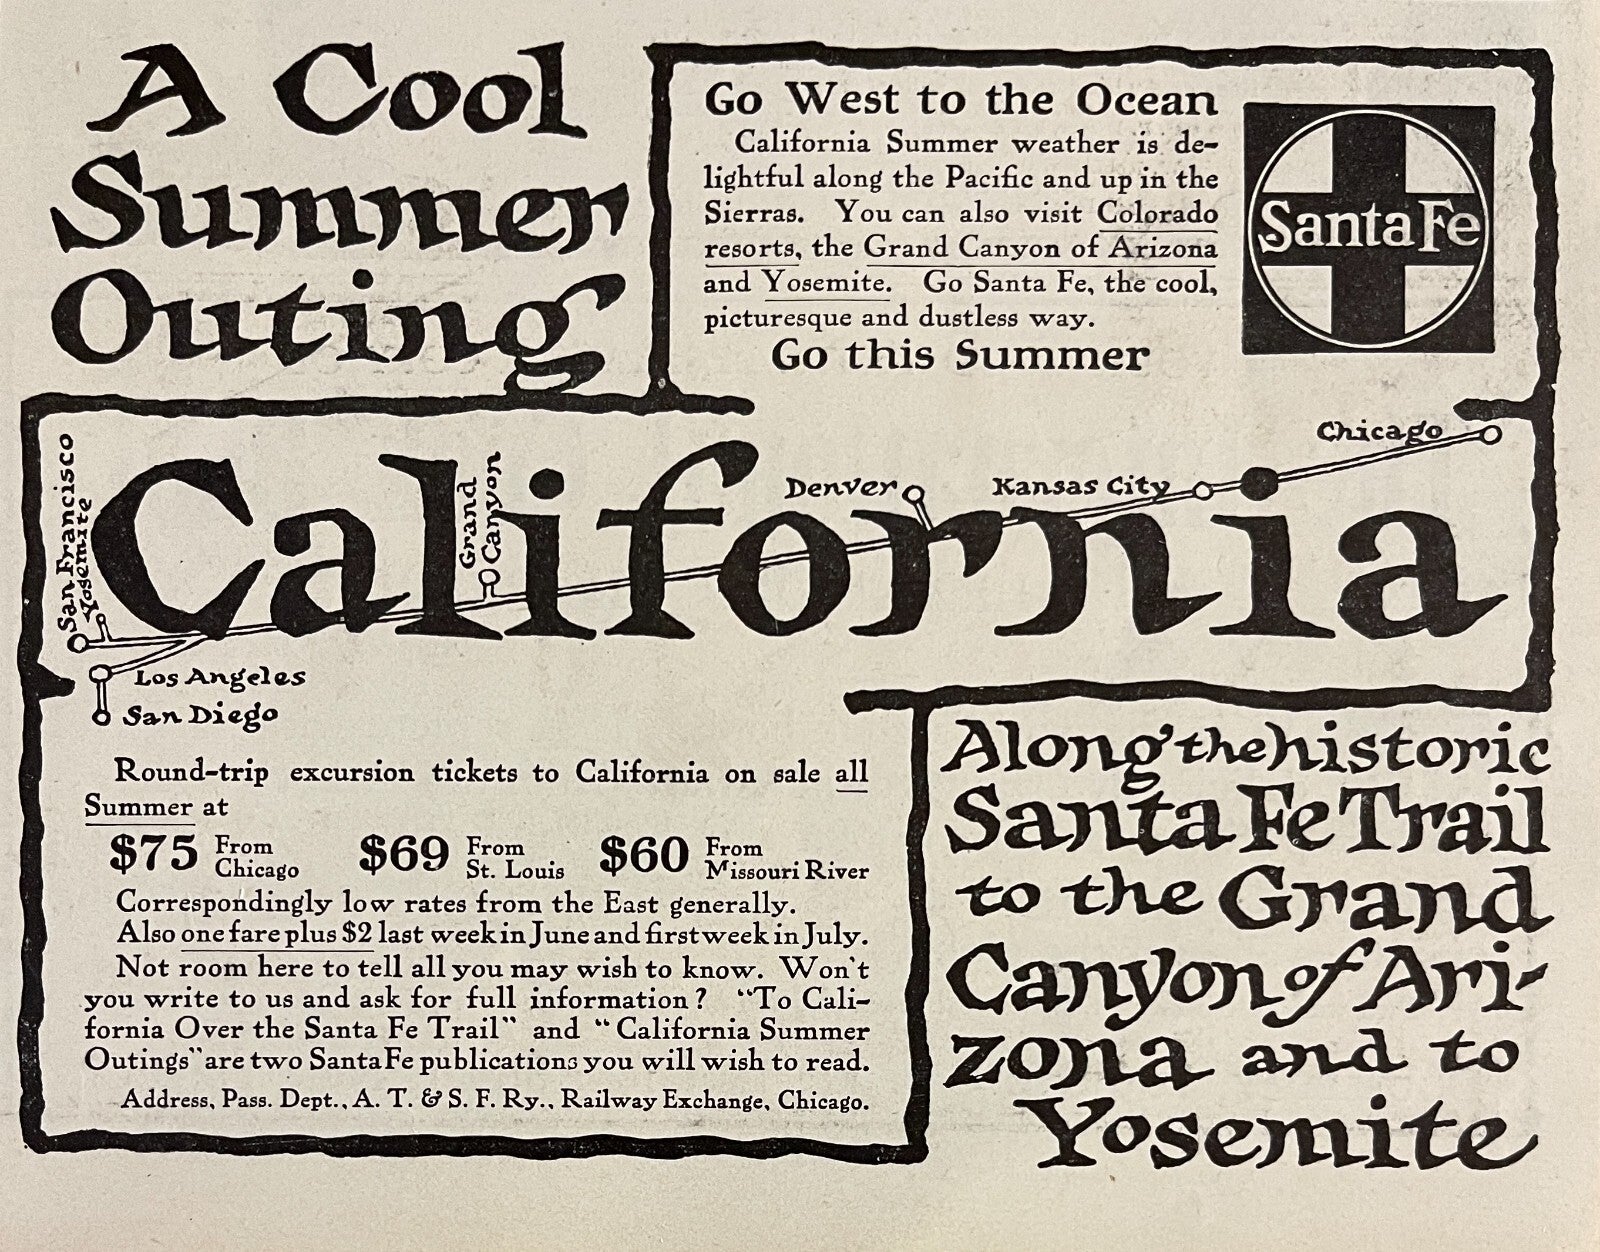 A Cool
Summer
Outing
Go West to the Ocean
California Summer weather is de-
lightful along the Pacific and up in the
Sierras. You can also visit Colorado
resorts, the Grand Canyon of Arizona
and Yosemite. Go Santa Fe, the cool,
picturesque and dustless way.
Go this Summer
Santa Fe
California
San Francisco
Yosemite
Grand
Canyon
Denver
Kansas City
Chicago
Los Angeles
San Diego
Round-trip excursion tickets to California on sale all
Summer at
$75 From Chicago $69 From St. Louis $60 From Missouri River
Correspondingly low rates from the East generally.
Also one fare plus $2 last week in June and first week in July.
Not room here to tell all you may wish to know. Won't
you write to us and ask for full information? "To Cali-
fornia Over the Santa Fe Trail" and "California Summer
Outings" are two Santa Fe publications you will wish to read.
Address, Pass. Dept., A. T. & S. F. Ry., Railway Exchange, Chicago.
Along the historic
Santa Fe Trail
to the Grand
Canyon of Ari-
zona and to
Yosemite